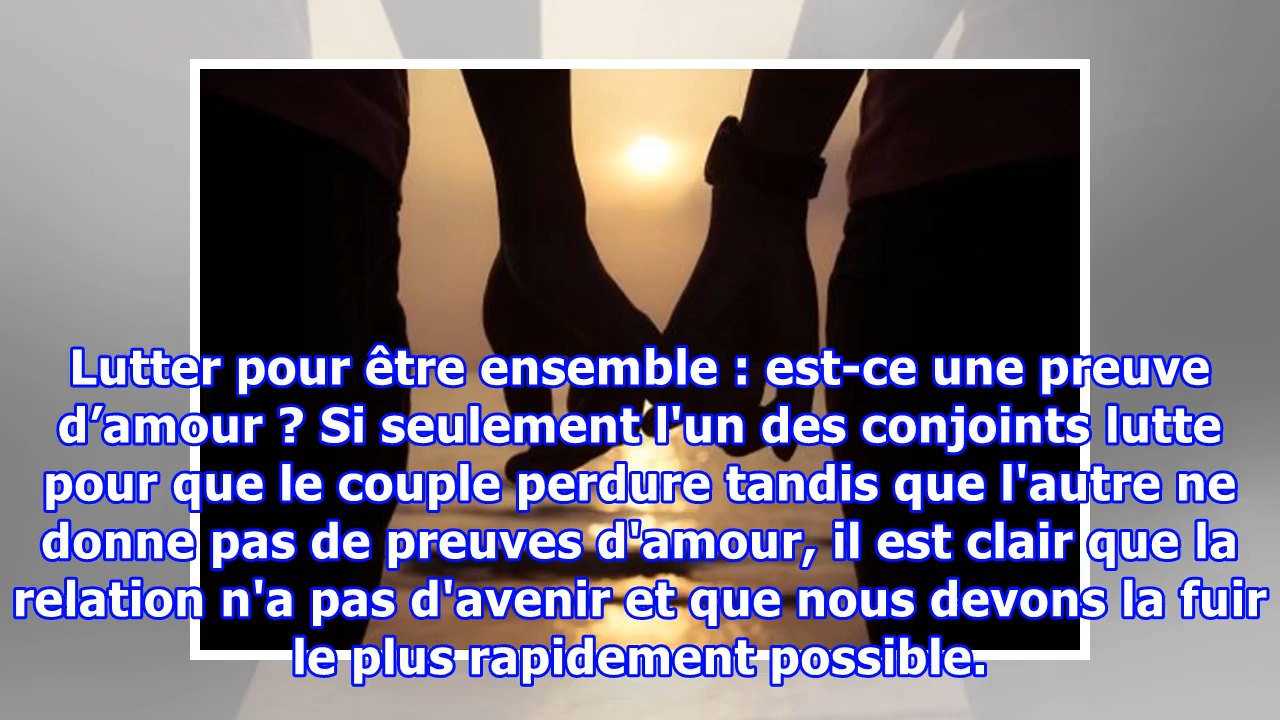 Lutter pour être ensemble : est-ce une preuve
d’amour ? Si seulement l'un des conjoints lutte
pour que le couple perdure tandis que l'autre ne
donne pas de preuves d'amour, il est clair que la
relation n'a pas d'avenir et que nous devons la fuir
le plus rapidement possible.